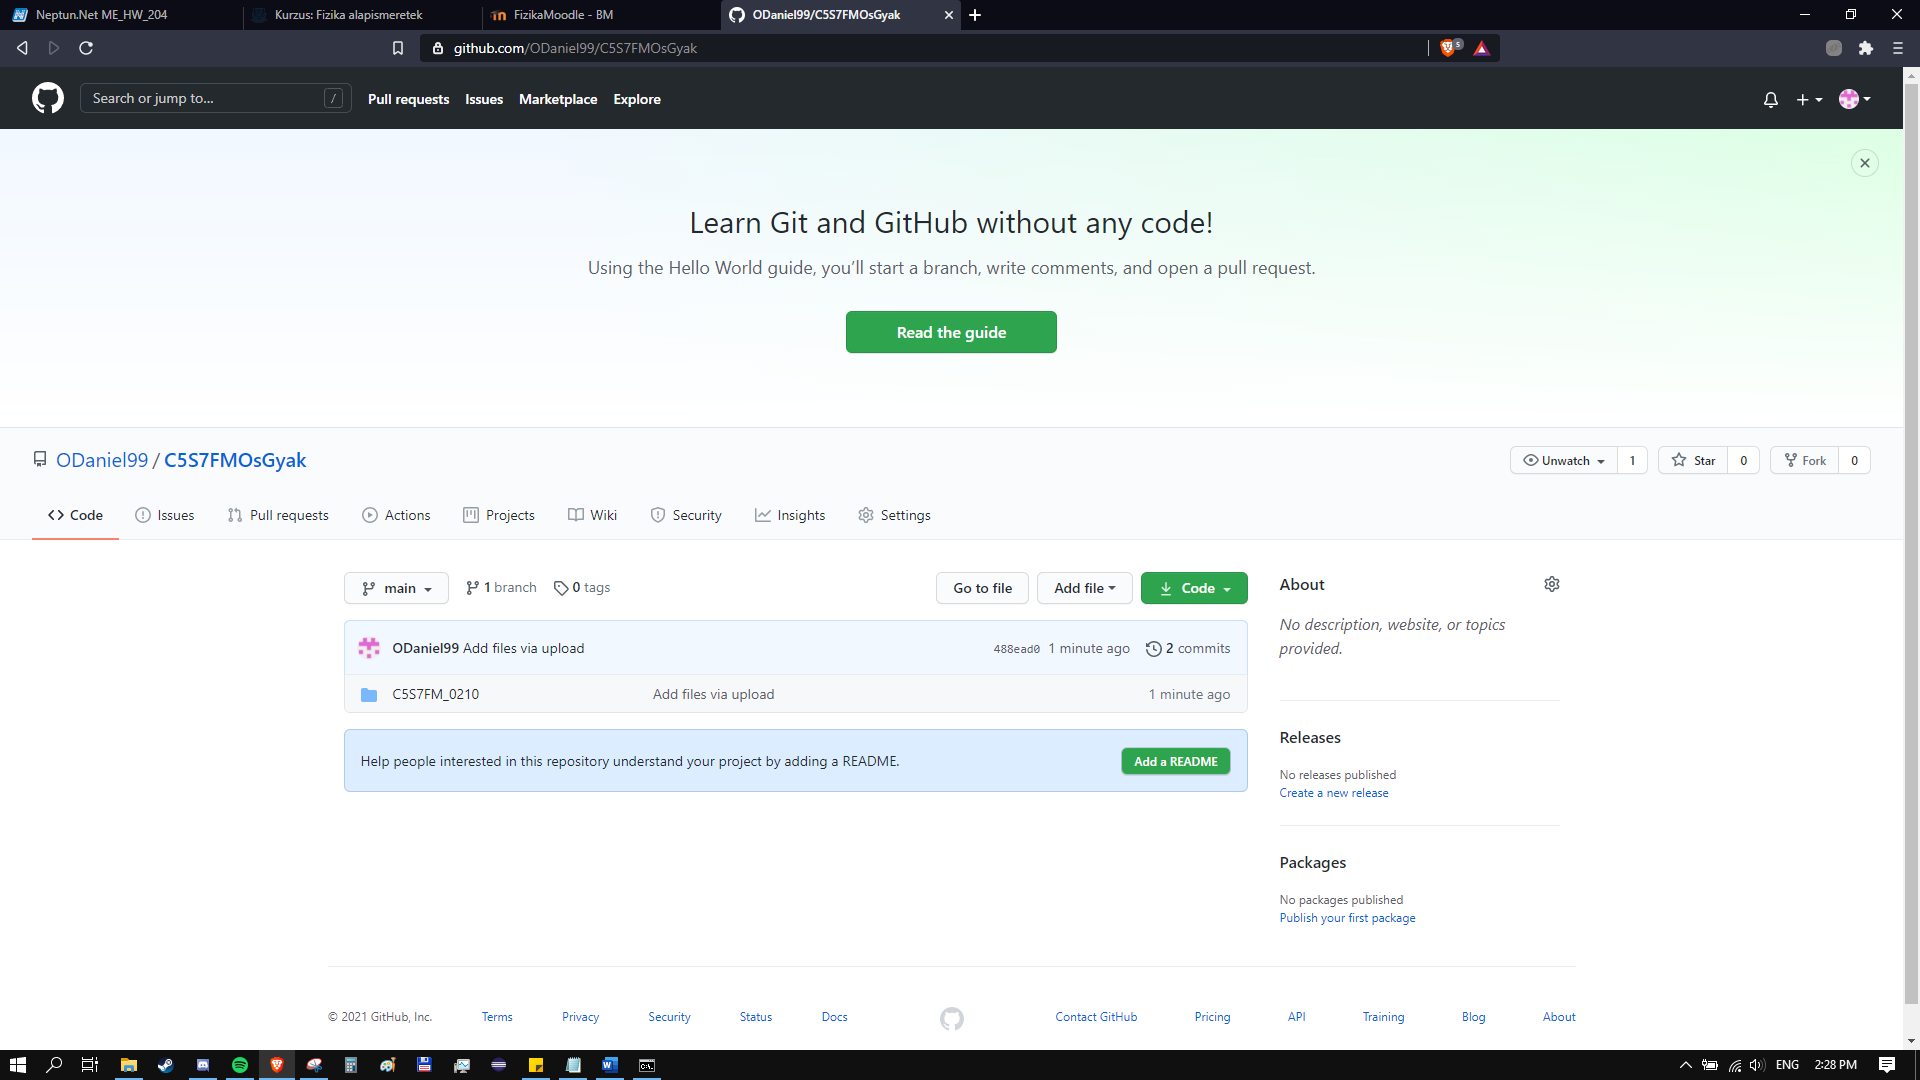 Neptun.Net ME_HW_204
Kurzus: Fizika alapismeretek
FizikaMoodle - BM
ODaniel99/C5S7FMOsGyak
github.com/ODaniel99/C5S7FMOsGyak
5
Search or jump to...
/
Pull requests
Issues
Marketplace
Explore
Learn Git and GitHub without any code!
Using the Hello World guide, you’ll start a branch, write comments, and open a pull request.
Read the guide
ODaniel99 / C5S7FMOsGyak
Unwatch
1
Star
0
Fork
0
Code
Issues
Pull requests
Actions
Projects
Wiki
Security
Insights
Settings
main
1 branch
0 tags
Go to file
Add file
Code
ODaniel99 Add files via upload
488ead0
1 minute ago
2 commits
C5S7FM_0210
Add files via upload
1 minute ago
Help people interested in this repository understand your project by adding a README.
Add a README
About
No description, website, or topics
provided.
Releases
No releases published
Create a new release
Packages
No packages published
Publish your first package
© 2021 GitHub, Inc.
Terms
Privacy
Security
Status
Docs
Contact GitHub
Pricing
API
Training
Blog
About
ENG
2:28 PM